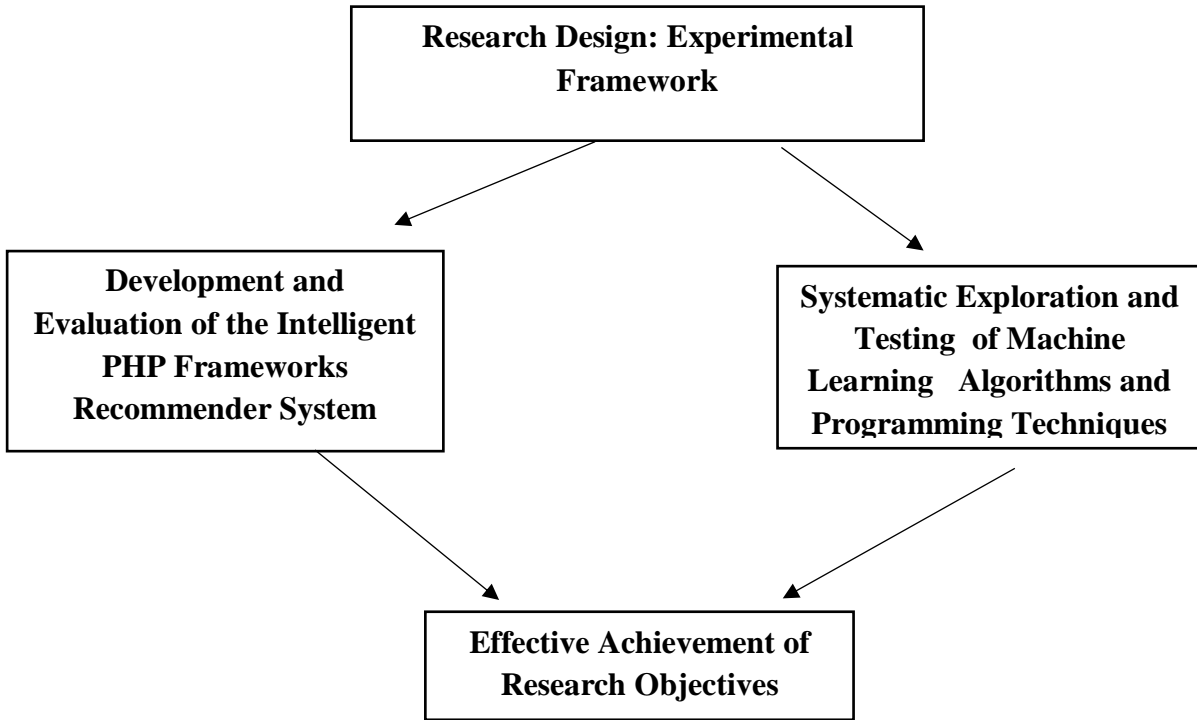 Research Design: Experimental
Framework
Development and
Evaluation of the Intelligent
PHP Frameworks
Recommender System
Systematic Exploration and
Testing of Machine
Learning Algorithms and
Programming Techniques
Effective Achievement of
Research Objectives